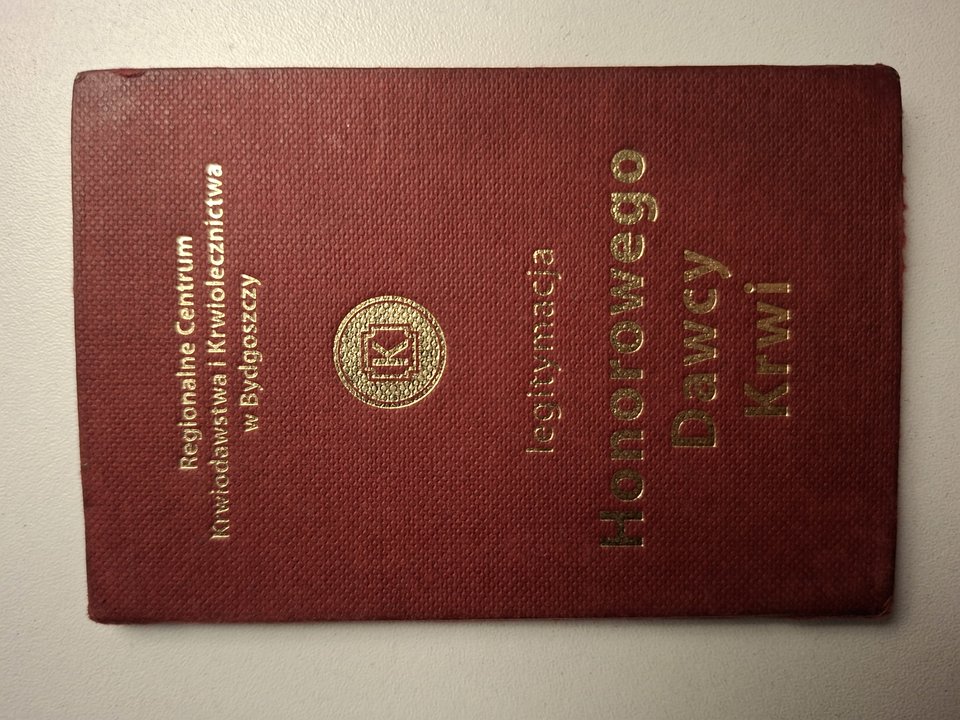 Regionalne Centrum
Krwiodawstwa i Krwiolecznictwa
w Bydgoszczy
K
legitymacja
Honorowego
Dawcy
Krwi